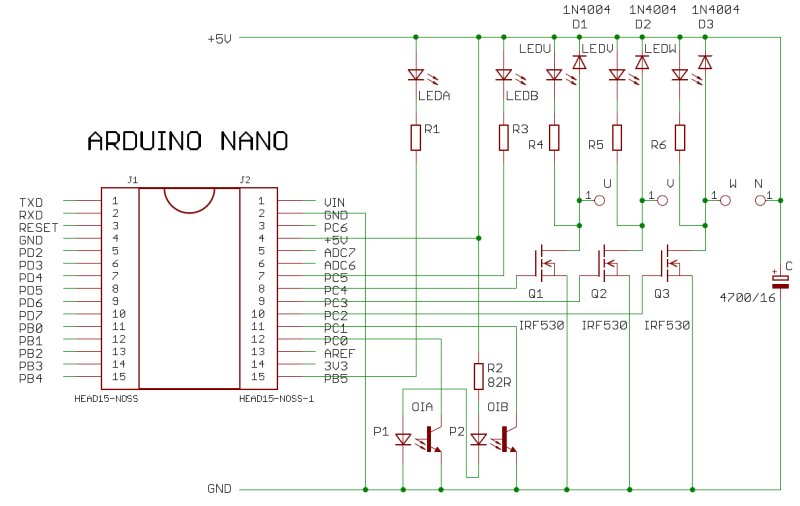 1N4004 1N4004 1N4004
D1 D2 D3
+5V
LEDU LEDV LEDW
LEDA LEDB
R1 R3 R4 R5 R6
ARDUINO NANO
J1 J2
U V W N
1 1 1 1
TXD 1 1 VIN
RXD 2 2 GND
RESET 3 3 PC6
GND 4 4 +5V
PD2 5 5 ADC7
PD3 6 6 ADC6
PD4 7 7 PC5
PD5 8 8 PC4
PD6 9 9 PC3
PD7 10 10 PC2
PB0 11 11 PC1
PB1 12 12 PC0
PB2 13 13 AREF
PB3 14 14 3V3
PB4 15 15 PB5
HEAD15-NOSS HEAD15-NOSS-1
Q1 Q2 Q3
IRF530 IRF530 IRF530
+ C
4700/16
R2
82R
OIA OIB
P1 P2
GND